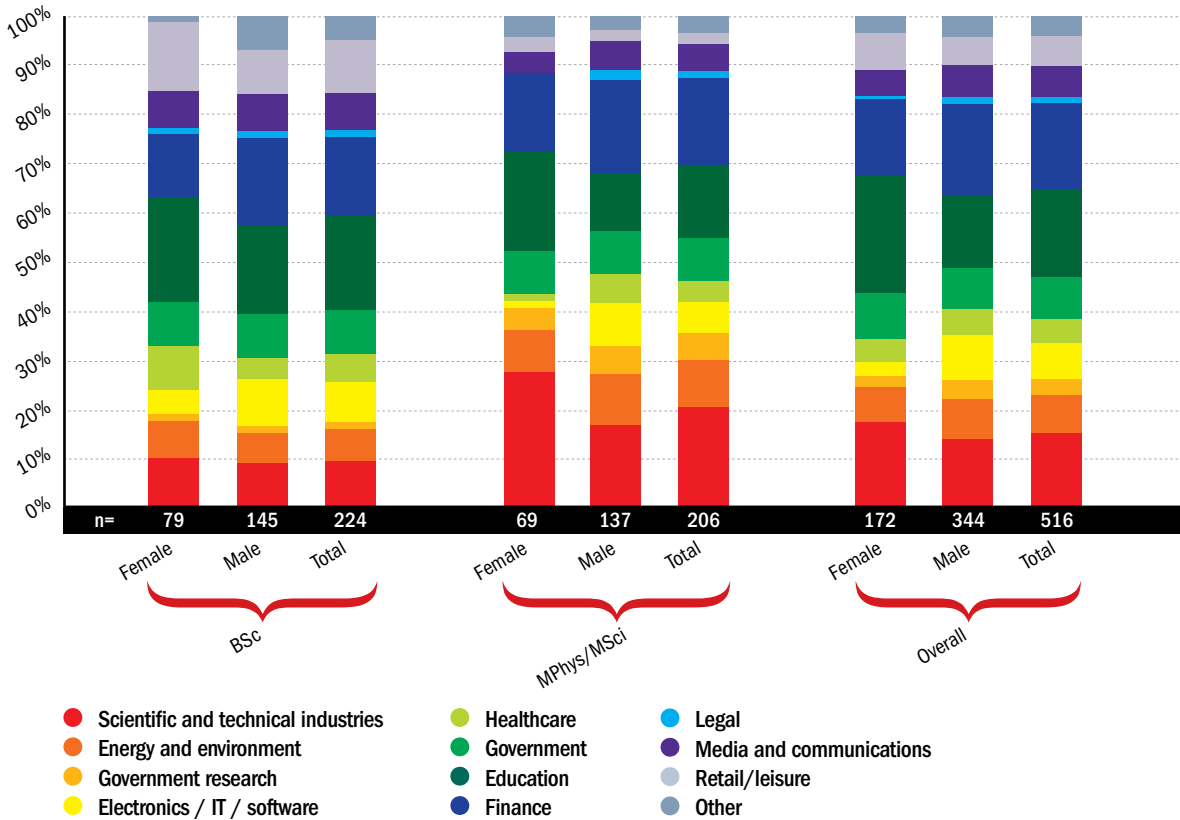 100%
90%
80%
70%
60%
50%
40%
30%
20%
10%
0%
n= 79 145 224 69 137 206 172 344 516
Female Male Total Female Male Total Female Male Total
BSc MPhys/MSci Overall
Scientific and technical industries
Energy and environment
Government research
Electronics / IT / software
Healthcare
Government
Education
Finance
Legal
Media and communications
Retail/leisure
Other